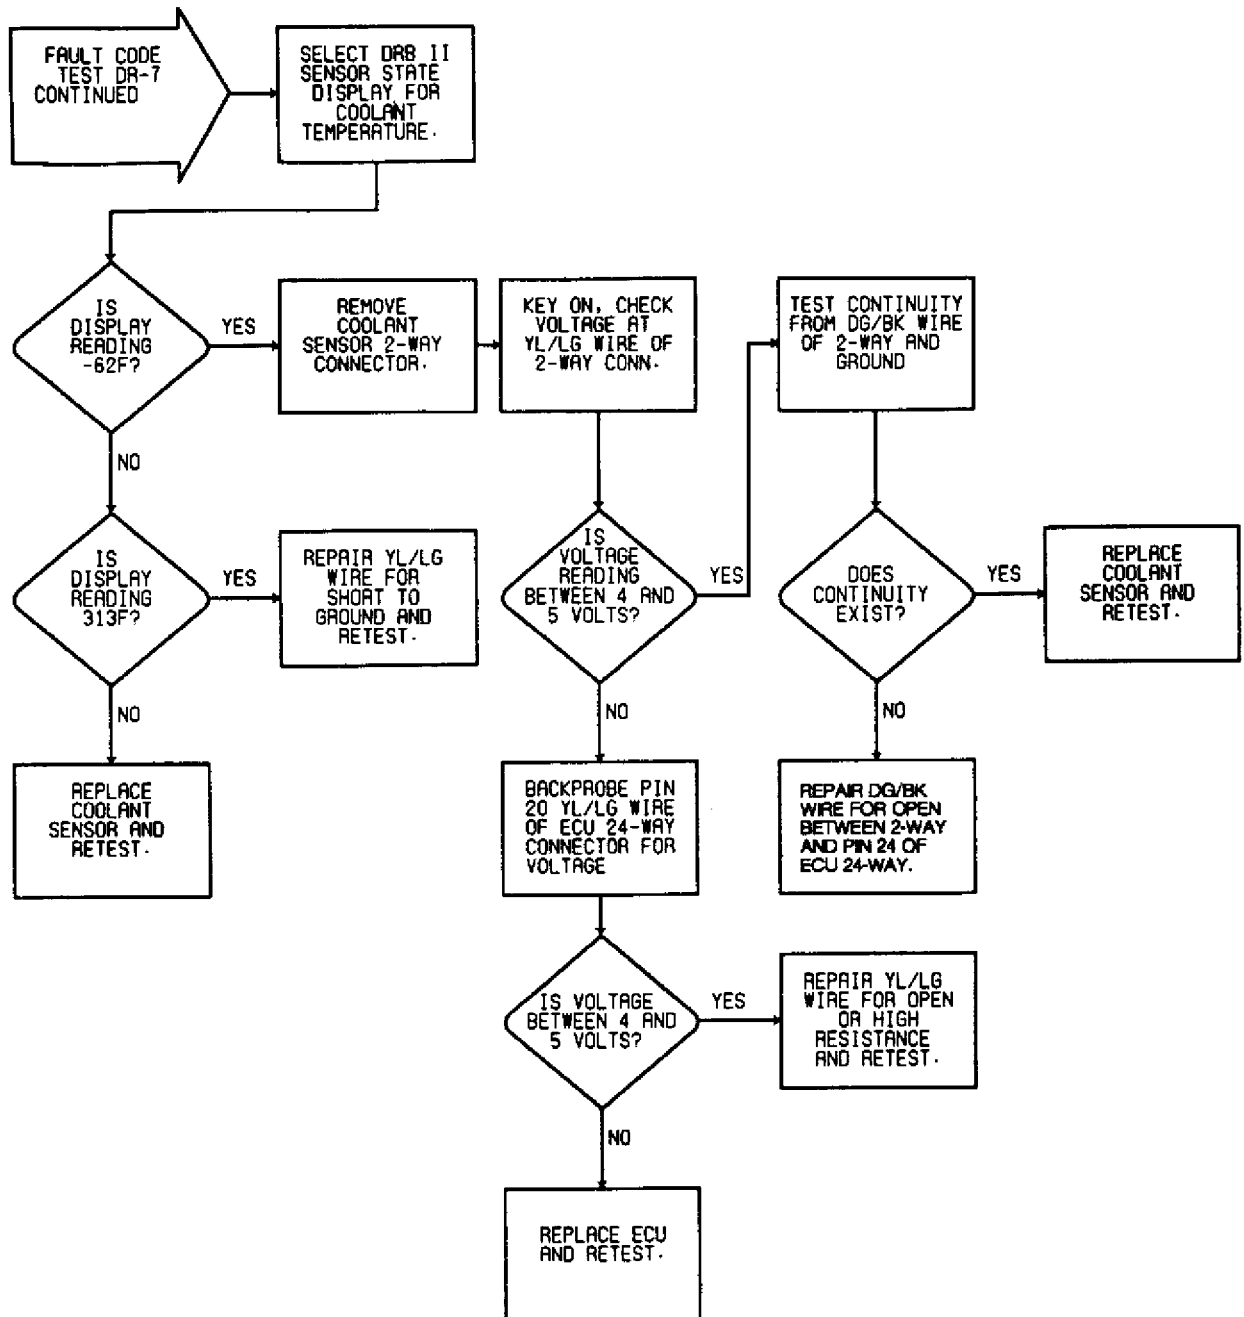 FAULT CODE
TEST DR-7
CONTINUED
SELECT DRB II
SENSOR STATE
DISPLAY FOR
COOLANT
TEMPERATURE.
IS
DISPLAY
READING
-62F?
YES
REMOVE
COOLANT
SENSOR 2-WAY
CONNECTOR.
KEY ON, CHECK
VOLTAGE AT
YL/LG WIRE OF
2-WAY CONN.
TEST CONTINUITY
FROM DG/BK WIRE
OF 2-WAY AND
GROUND
NO
IS
DISPLAY
READING
313F?
YES
REPAIR YL/LG
WIRE FOR
SHORT TO
GROUND AND
RETEST.
IS
VOLTAGE
READING
BETWEEN 4 AND
5 VOLTS?
YES
DOES
CONTINUITY
EXIST?
YES
REPLACE
COOLANT
SENSOR AND
RETEST.
NO
NO
NO
REPLACE
COOLANT
SENSOR AND
RETEST.
BACKPROBE PIN
20 YL/LG WIRE
OF ECU 24-WAY
CONNECTOR FOR
VOLTAGE
REPAIR DG/BK
WIRE FOR OPEN
BETWEEN 2-WAY
AND PIN 24 OF
ECU 24-WAY.
IS VOLTAGE
BETWEEN 4 AND
5 VOLTS?
YES
REPAIR YL/LG
WIRE FOR OPEN
OR HIGH
RESISTANCE
AND RETEST.
NO
REPLACE ECU
AND RETEST.